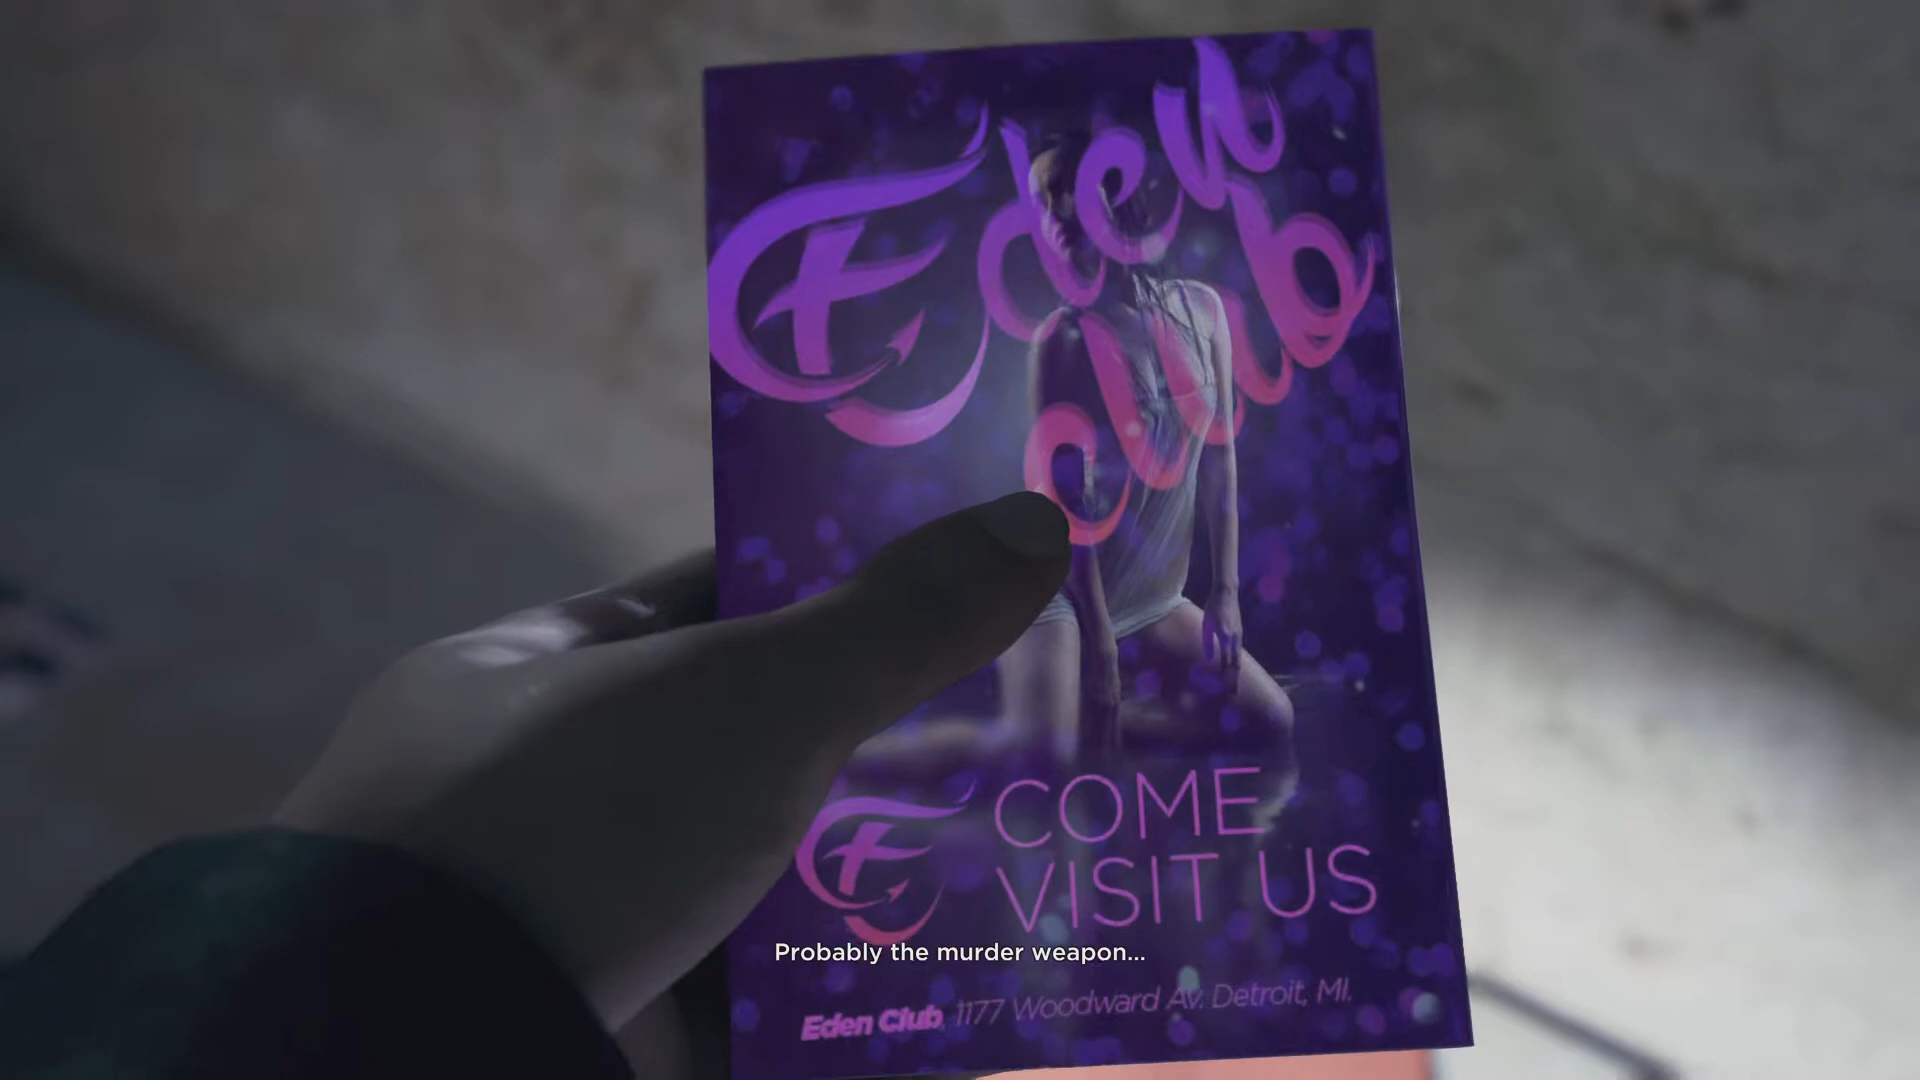 Eden
club
COME
VISIT US
Probably the murder weapon...
Eden Club 1177 Woodward Av. Detroit, MI.